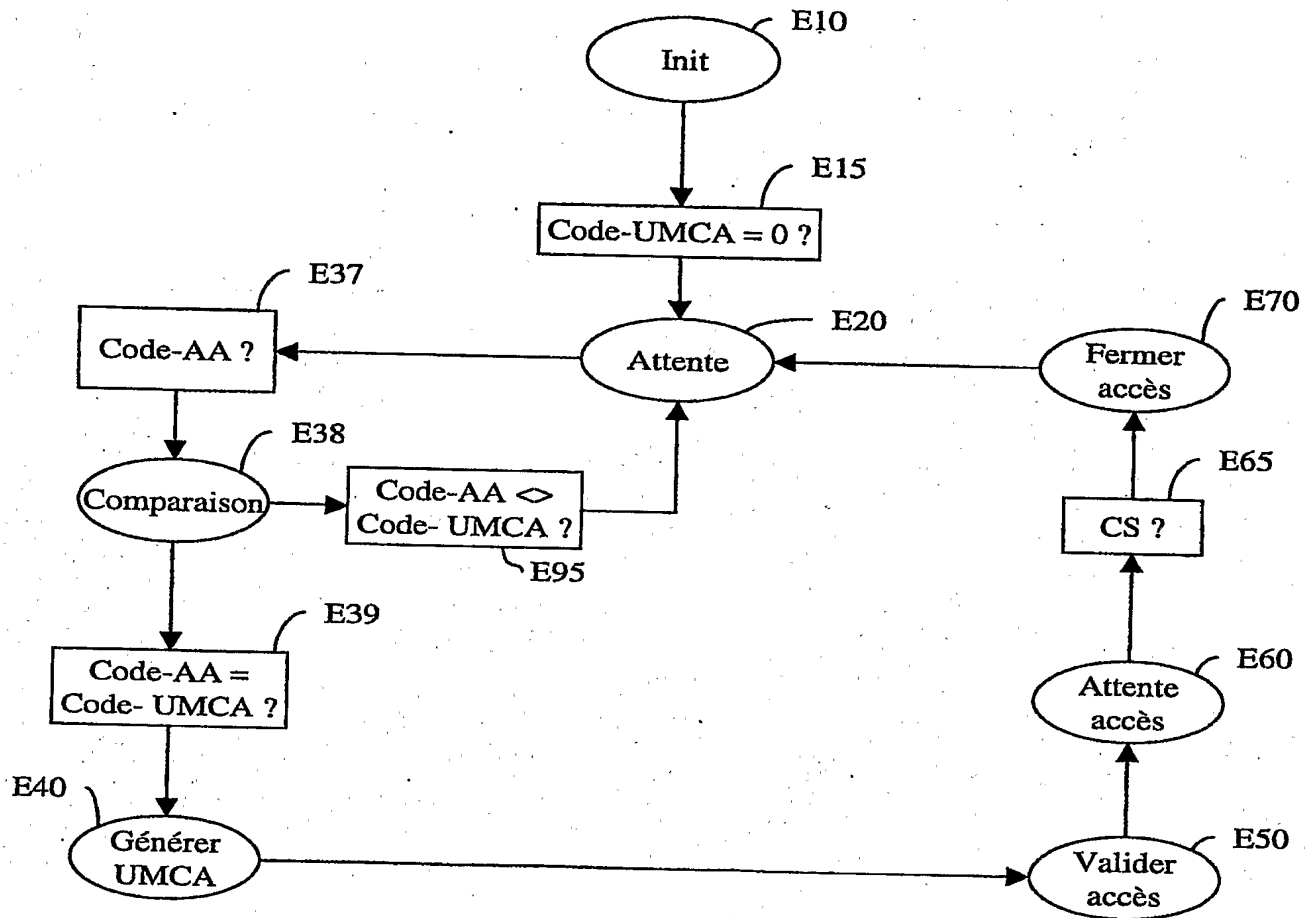 E10
Init
E15
Code-UMCA = 0 ?
E37
Code-AA ?
E20
Attente
E70
Fermer
accès
E38
Comparaison
Code-AA <>
Code- UMCA ?
E95
E65
CS ?
E39
Code-AA =
Code- UMCA ?
E60
Attente
accès
E40
Générer
UMCA
E50
Valider
accès